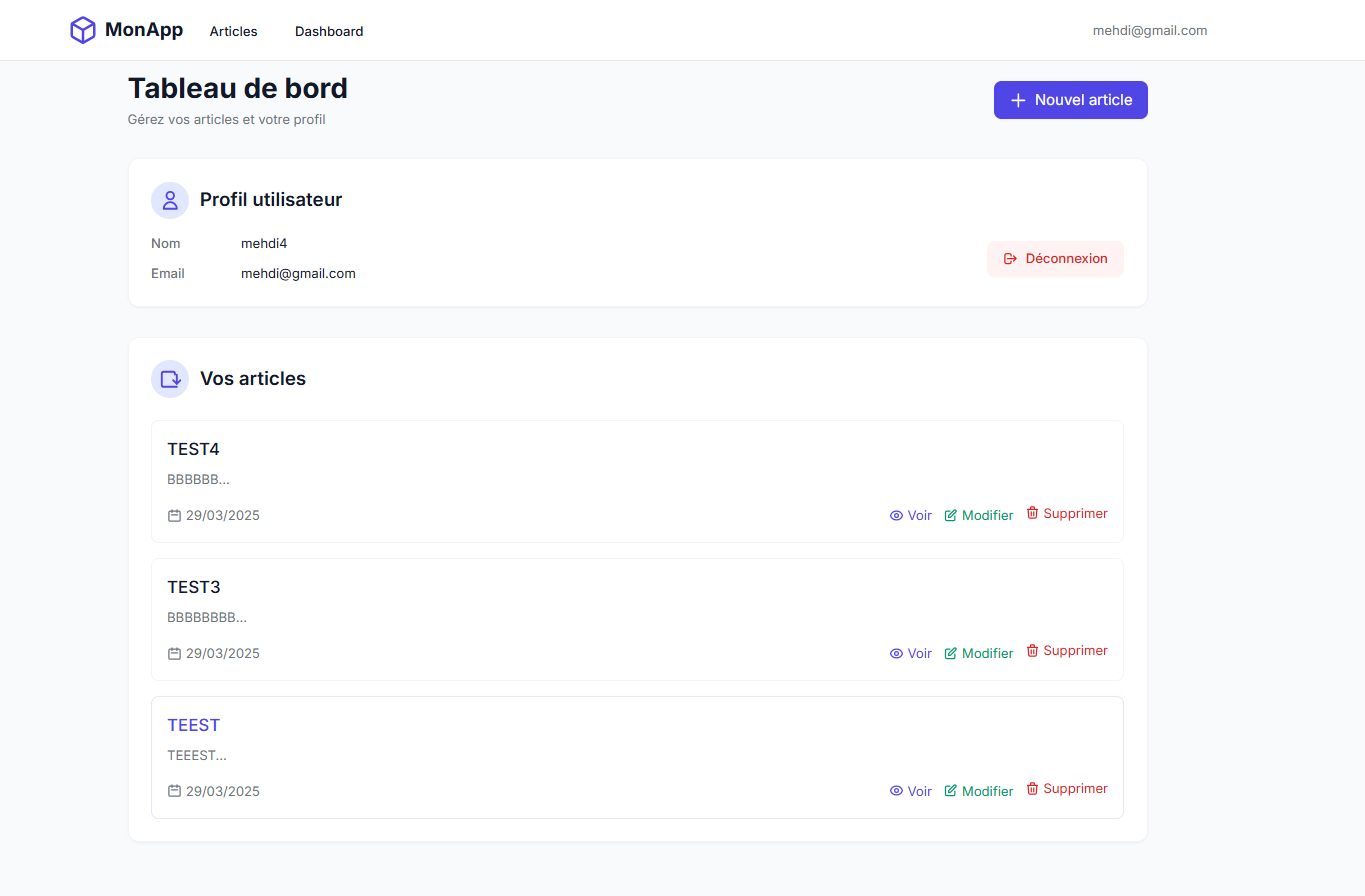 MonApp Articles Dashboard mehdi@gmail.com
Tableau de bord
Nouvel article
Gérez vos articles et votre profil
Profil utilisateur
Nom mehdi4
Déconnexion
Email mehdi@gmail.com
Vos articles
TEST4
BBBBBB...
29/03/2025 Voir Modifier Supprimer
TEST3
BBBBBBBB...
29/03/2025 Voir Modifier Supprimer
TEEST
TEEEST...
29/03/2025 Voir Modifier Supprimer